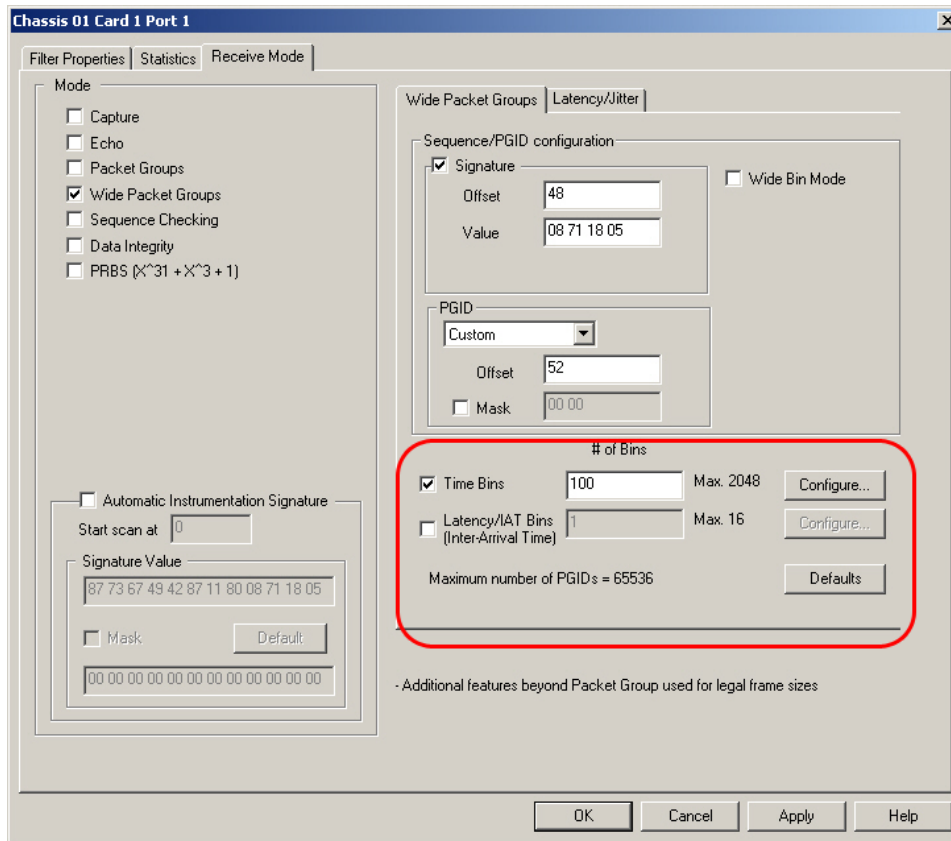 Chassis 01 Card 1 Port 1
Filter Properties
Statistics
Receive Mode
Mode
Capture
Echo
Packet Groups
Wide Packet Groups
Sequence Checking
Data Integrity
PRBS (X^31 + X^3 + 1)
Automatic Instrumentation Signature
Start scan at
0
Signature Value
87 73 67 49 42 87 11 80 08 71 18 05
Mask
Default
00 00 00 00 00 00 00 00 00 00 00 00
Wide Packet Groups
Latency/Jitter
Sequence/PGID configuration
Signature
Offset
48
Value
08 71 18 05
Wide Bin Mode
PGID
Custom
Offset
52
Mask
00 00
# of Bins
Time Bins
100
Max. 2048
Configure...
Latency/IAT Bins
(Inter-Arrival Time)
1
Max. 16
Configure...
Maximum number of PGIDs = 65536
Defaults
- Additional features beyond Packet Group used for legal frame sizes
OK
Cancel
Apply
Help